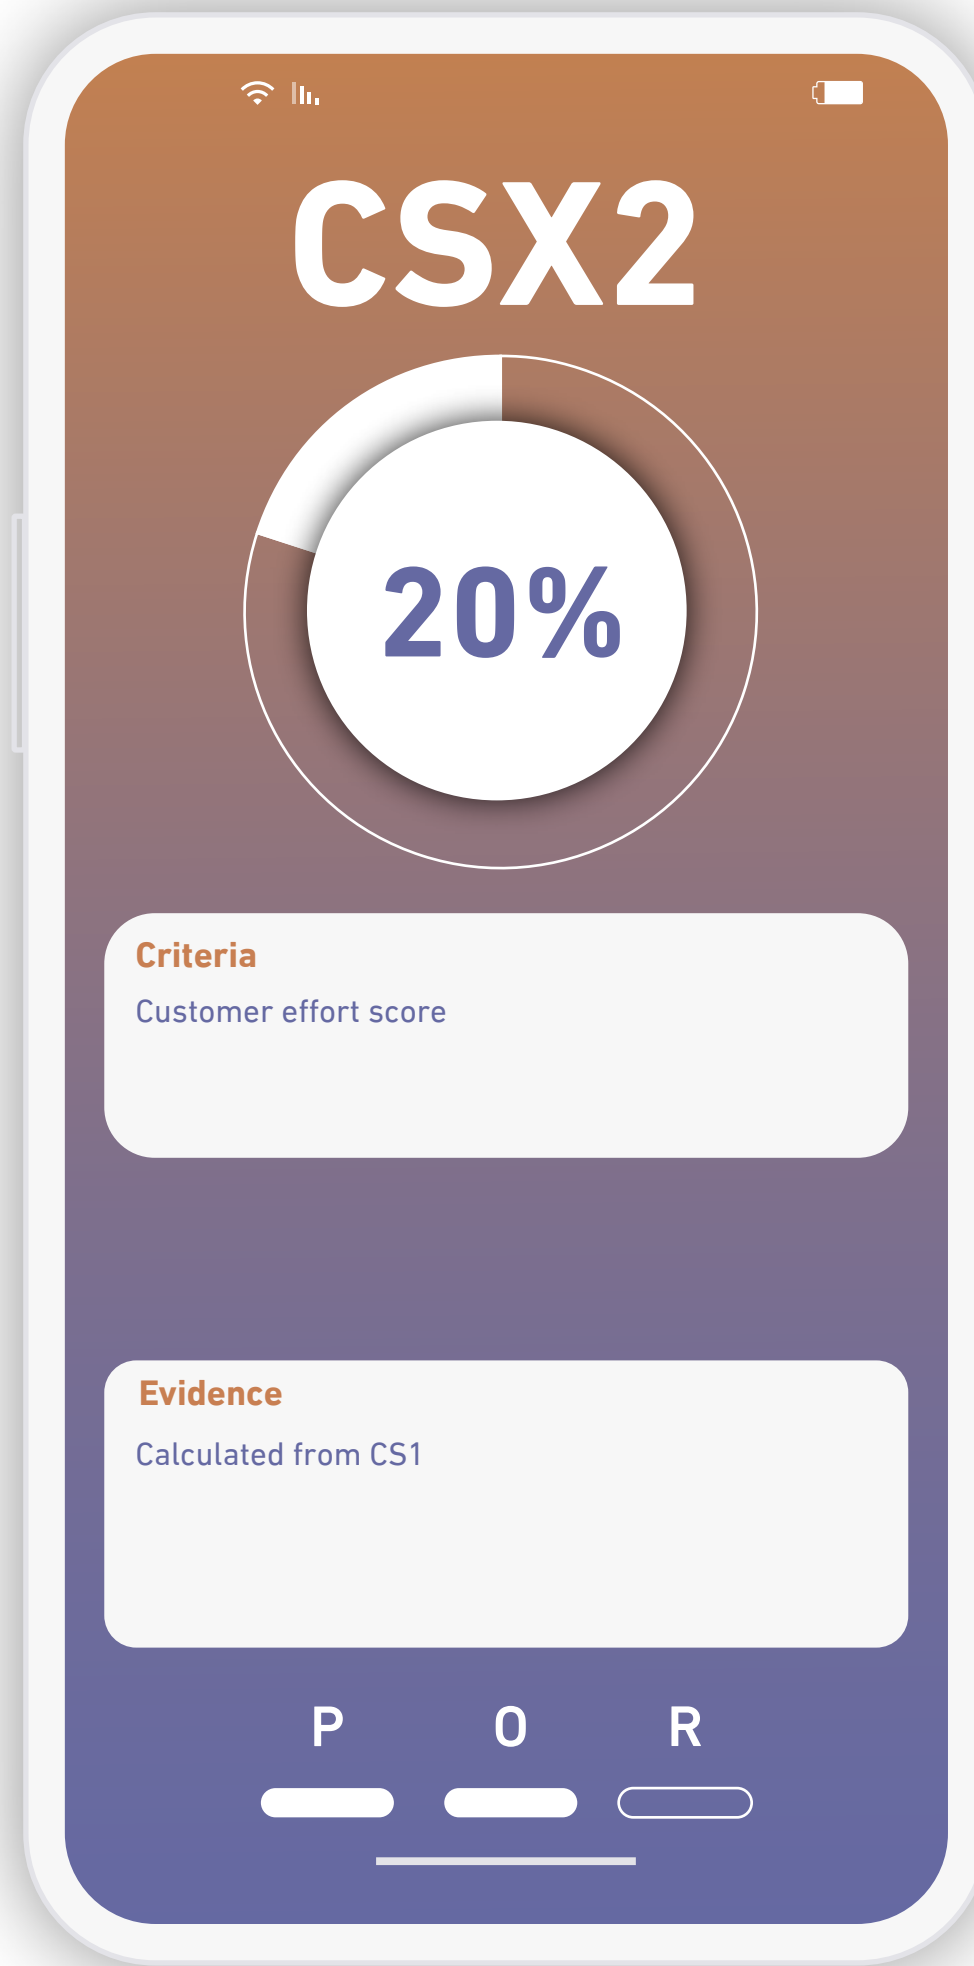 CSX2
20%
Criteria
Customer effort score
Evidence
Calculated from CS1
P O R